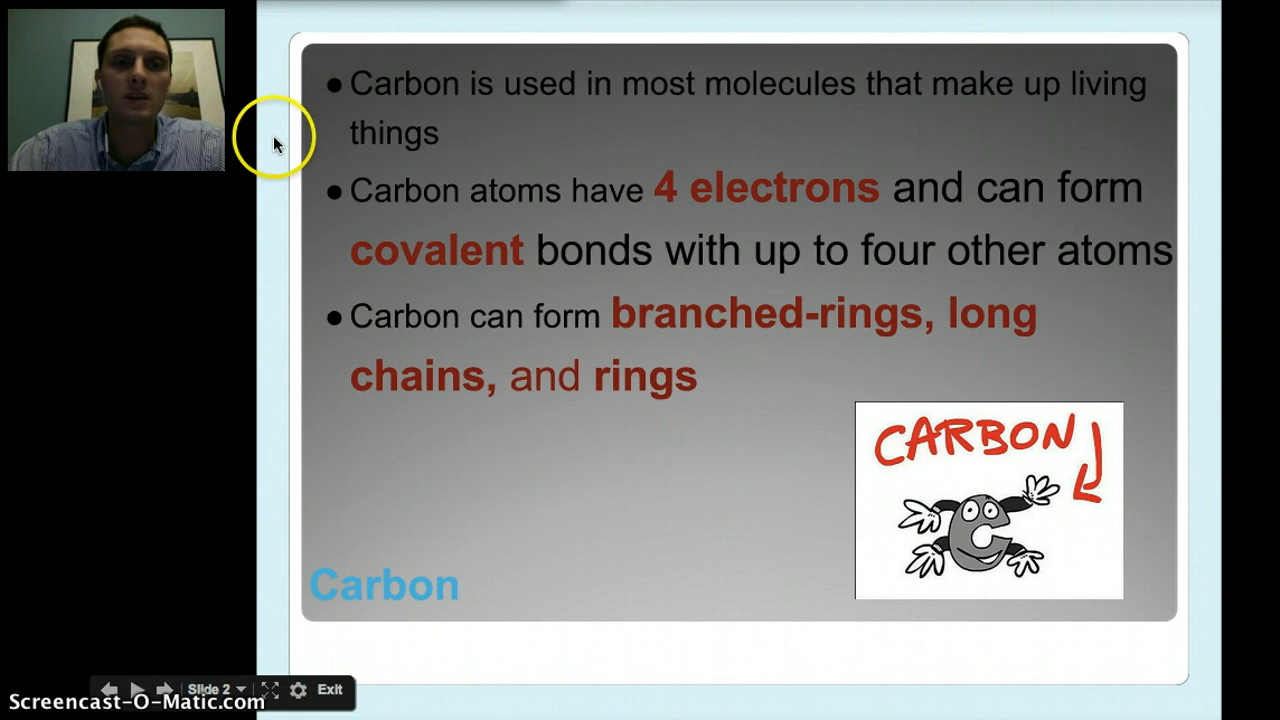 ● Carbon is used in most molecules that make up living
things
● Carbon atoms have 4 electrons and can form
covalent bonds with up to four other atoms
● Carbon can form branched-rings, long
chains, and rings
CARBON
C
Carbon
Slide 2
Exit
Screencast-O-Matic.com